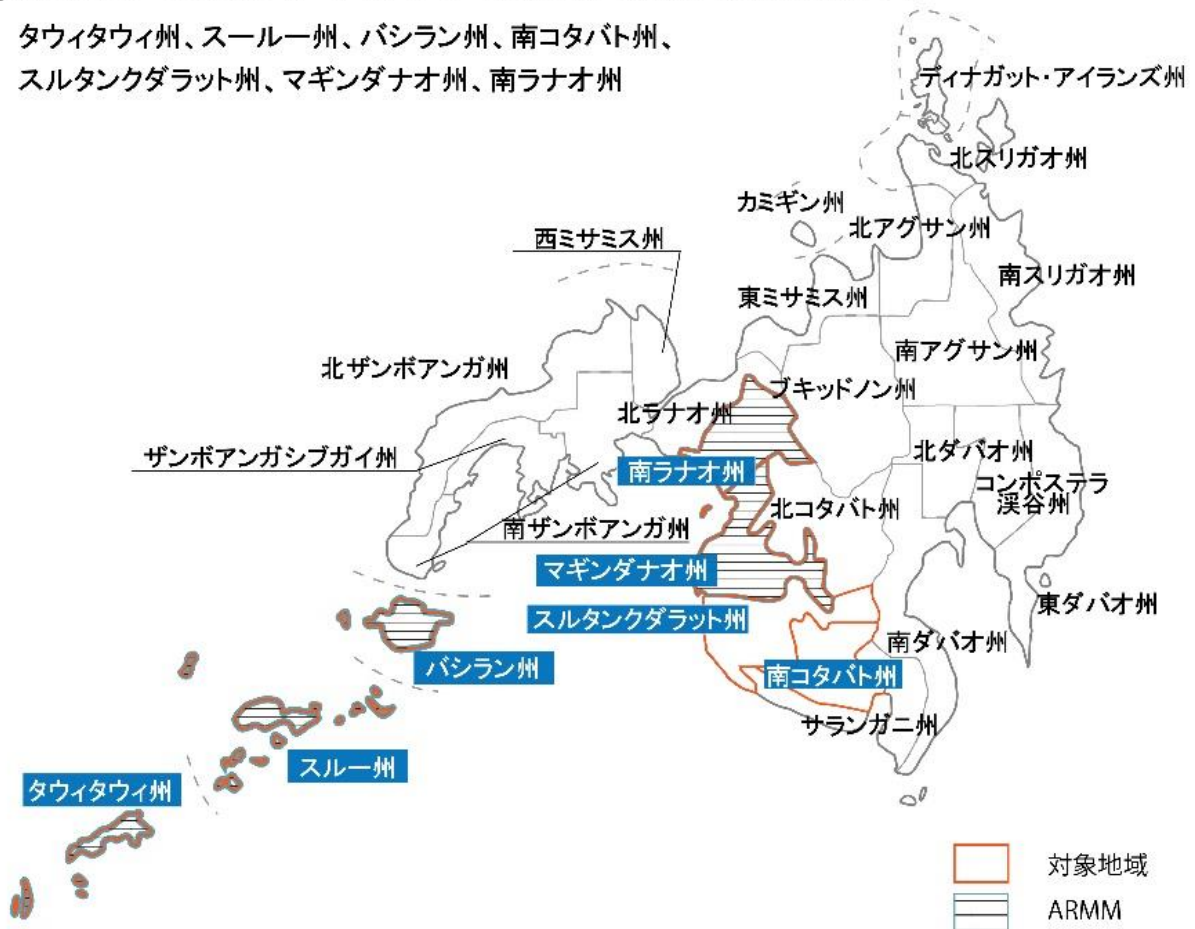 タウィタウィ州、スールー州、バシラン州、南コタバト州、
スルタンクダラット州、マギンダナオ州、南ラナオ州
ディナガット・アイランズ州
北スリガオ州
カミギン州
北アグサン州
西ミサミス州
南スリガオ州
東ミサミス州
南アグサン州
北ザンボアンガ州
ブキッドノン州
北ラナオ州
北ダバオ州
ザンボアンガシブガイ州
南ラナオ州
コンポステラ
渓谷州
北コタバト州
南ザンボアンガ州
マギンダナオ州
東ダバオ州
スルタンクダラット州
南ダバオ州
バシラン州
南コタバト州
サランガニ州
スルー州
タウィタウィ州
対象地域
ARMM